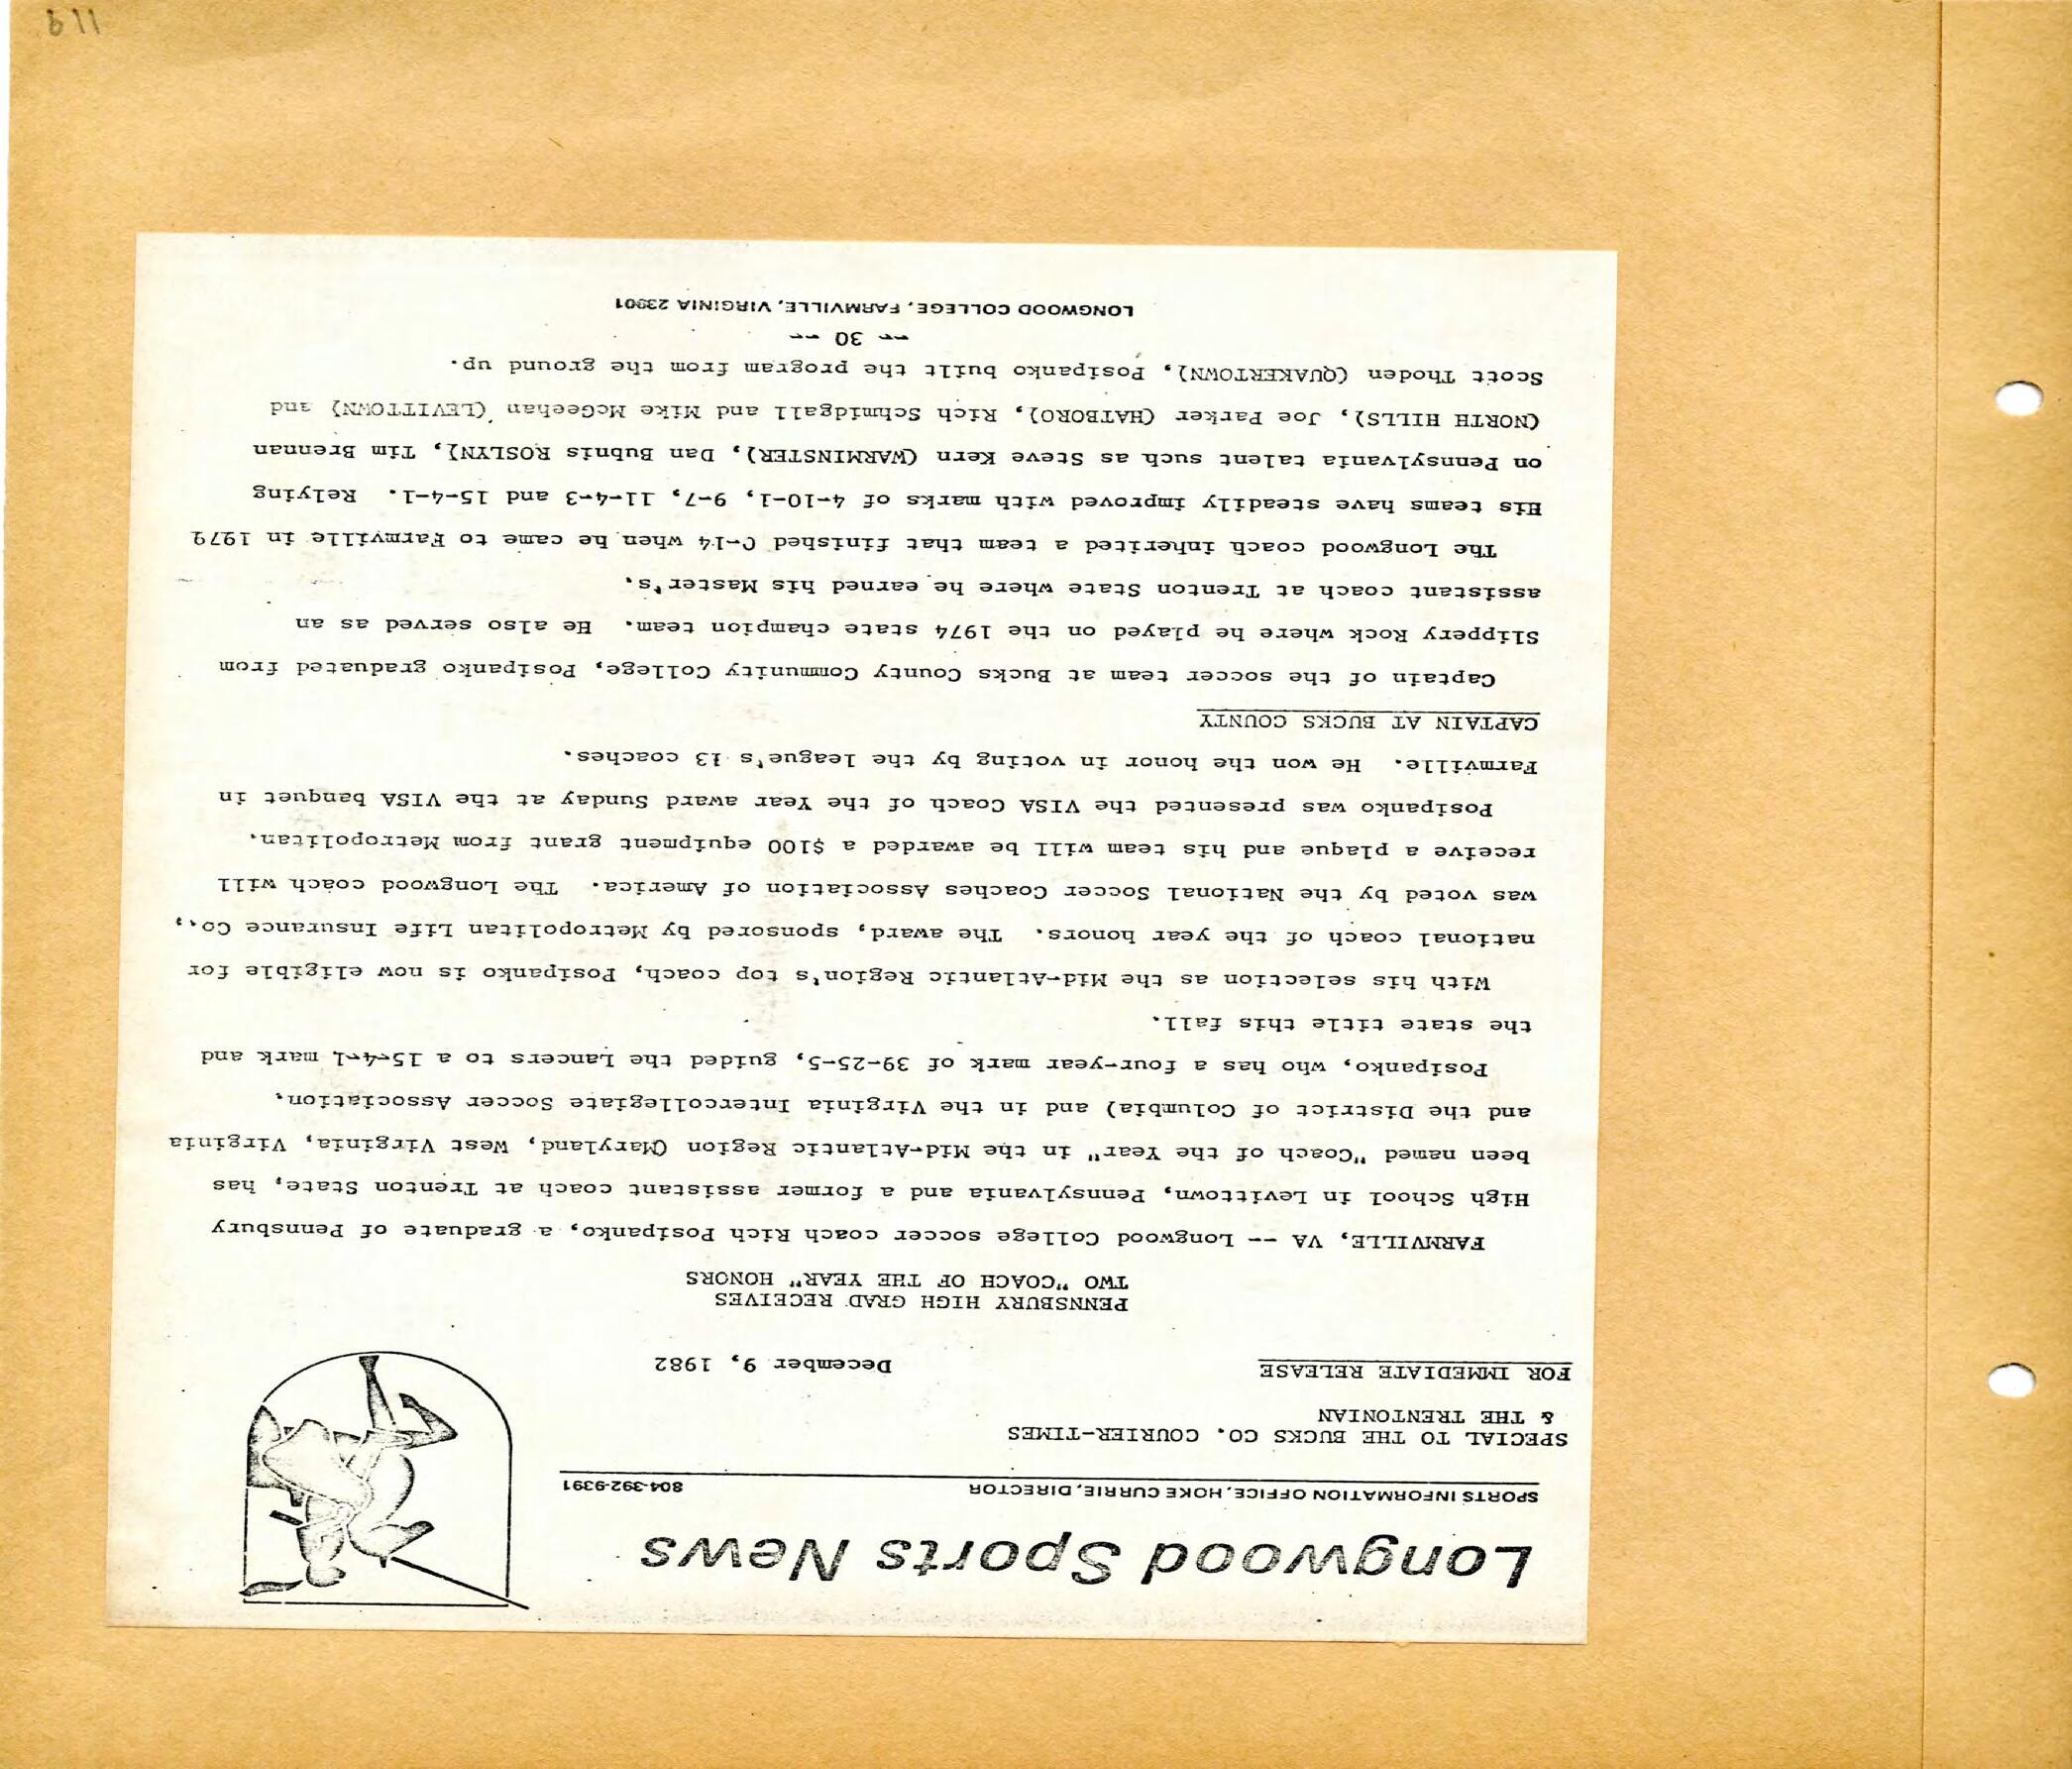 Longwood Sports News
SPORTS INFORMATION OFFICE, HOKE CURRIE, DIRECTOR 804-392-9391
SPECIAL TO THE BUCKS CO. COURIER-TIMES
& THE TRENTONIAN
FOR IMMEDIATE RELEASE December 9, 1982
PENNSBURY HIGH GRAD RECEIVES
TWO "COACH OF THE YEAR" HONORS
FARMVILLE, VA -- Longwood College soccer coach Rich Posipanko, a graduate of Pennsbury
High School in Levittown, Pennsylvania and a former assistant coach at Trenton State, has
been named "Coach of the Year" in the Mid-Atlantic Region (Maryland, West Virginia, Virginia
and the District of Columbia) and in the Virginia Intercollegiate Soccer Association.
Posipanko, who has a four-year mark of 39-25-5, guided the Lancers to a 15-4-1 mark and
the state title this fall.
With his selection as the Mid-Atlantic Region's top coach, Posipanko is now eligible for
national coach of the year honors. The award, sponsored by Metropolitan Life Insurance Co.,
was voted by the National Soccer Coaches Association of America. The Longwood coach will
receive a plaque and his team will be awarded a $100 equipment grant from Metropolitan.
Posipanko was presented the VISA Coach of the Year award Sunday at the VISA banquet in
Farmville. He won the honor in voting by the league's 13 coaches.
CAPTAIN AT BUCKS COUNTY
Captain of the soccer team at Bucks County Community College, Posipanko graduated from
Slippery Rock where he played on the 1974 state champion team. He also served as an
assistant coach at Trenton State where he earned his Master's.
The Longwood coach inherited a team that finished 0-14 when he came to Farmville in 1979
His teams have steadily improved with marks of 4-10-1, 9-7, 11-4-3 and 15-4-1. Relying
on Pennsylvania talent such as Steve Kern (WARMINSTER), Dan Bubnis ROSLYN), Tim Brennan
(NORTH HILLS), Joe Parker (HATBORO), Rich Schmidgall and Mike McGeehan (LEVITTOWN) and
Scott Thoden (QUAKERTOWN), Posipanko built the program from the ground up.
-- 30 --
LONGWOOD COLLEGE, FARMVILLE, VIRGINIA 23901
119